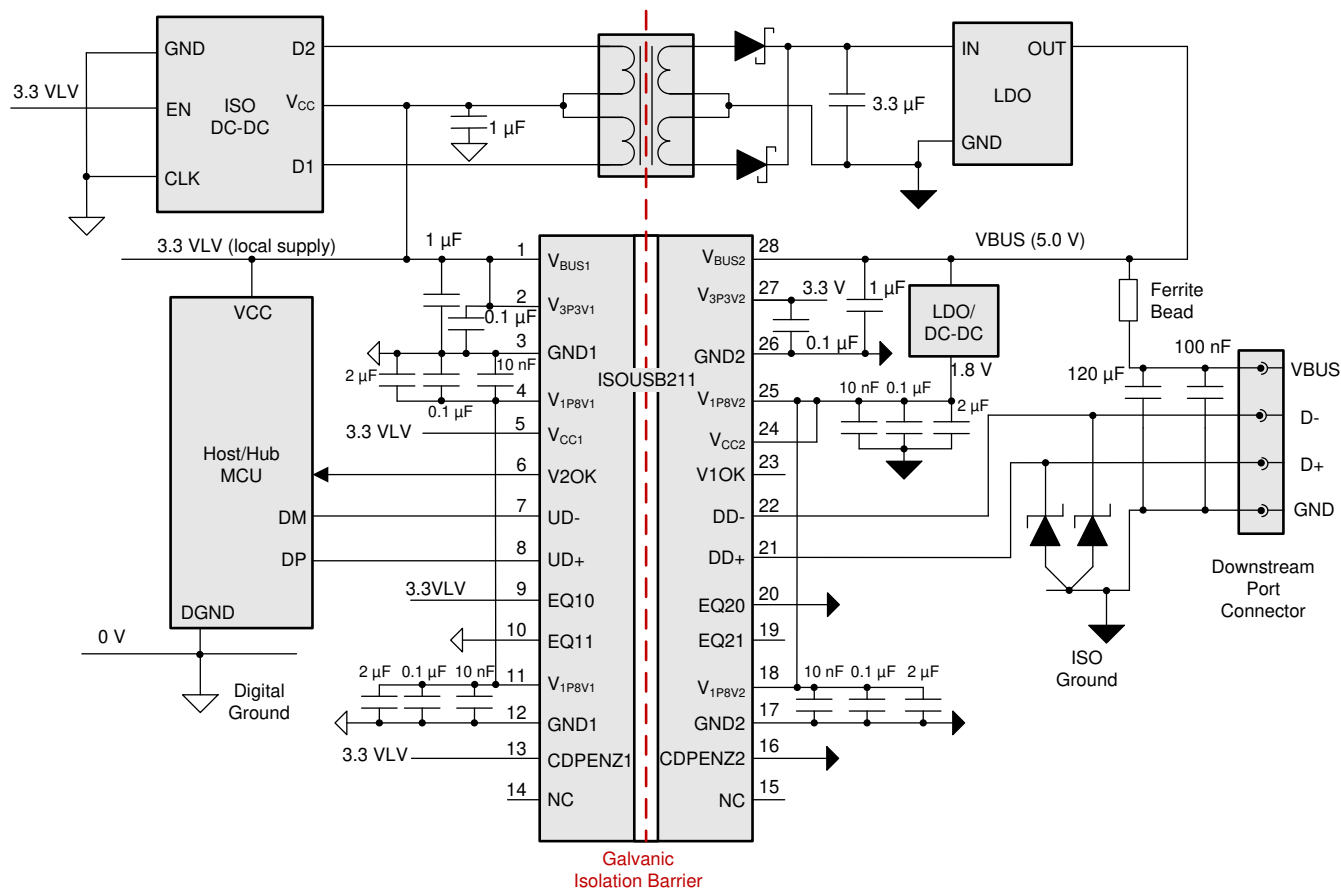 GND
D2
3.3 VLV
EN
ISO
DC-DC
VCC
1 µF
CLK
D1
3.3 µF
IN
OUT
LDO
GND
3.3 VLV (local supply)
1 µF
VCC
0.1 µF
2 µF
10 nF
0.1 µF
3.3 VLV
Host/Hub
MCU
DM
DP
3.3VLV
DGND
0 V
Digital
Ground
2 µF
0.1 µF
10 nF
3.3 VLV
1
VBUS1
2
V3P3V1
3
GND1
4
V1P8V1
5
VCC1
6
V2OK
7
UD-
8
UD+
9
EQ10
10
EQ11
11
V1P8V1
12
GND1
13
CDPENZ1
14
NC
ISOUSB211
VBUS2
28
V3P3V2
27
GND2
26
V1P8V2
25
VCC2
24
V1OK
23
DD-
22
DD+
21
EQ20
20
EQ21
19
V1P8V2
18
GND2
17
CDPENZ2
16
NC
15
VBUS (5.0 V)
3.3 V
1 µF
0.1 µF
LDO/
DC-DC
1.8 V
10 nF
0.1 µF
2 µF
Ferrite
Bead
100 nF
120 µF
VBUS
D-
D+
GND
Downstream
Port
Connector
ISO
Ground
10 nF
0.1 µF
2 µF
Galvanic
Isolation Barrier